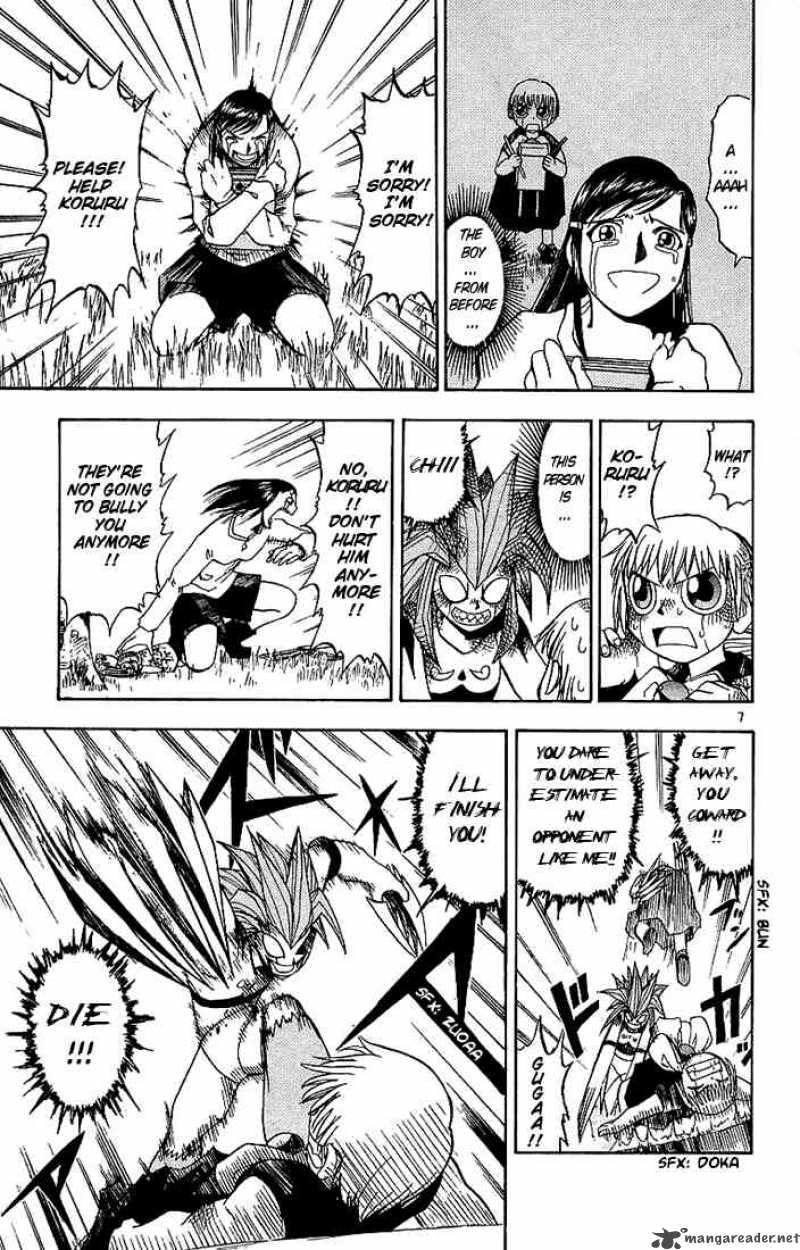 A
...
AAAH
...
THE
BOY
...
FROM
BEFORE
...
I'M
SORRY!
I'M
SORRY!
PLEASE!
HELP
KORURU
!!!
WHAT
!?
KO-
RURU
!?
THIS
PERSON
IS
...
CHIII
NO,
KORURU
!!
DON'T
HURT
HIM
ANY-
MORE
!!
THEY'RE
NOT GOING
TO BULLY
YOU
ANYMORE
!!
7
GET
AWAY,
YOU
COWARD
!!
YOU DARE
TO UNDER-
ESTIMATE
AN
OPPONENT
LIKE ME!!
SFX: BUN
ドガ
GUGAA
!!
SFX: DOKA
I'LL
FINISH
YOU!
SFX: ZUOAA
DIE
!!!
mangareader.net